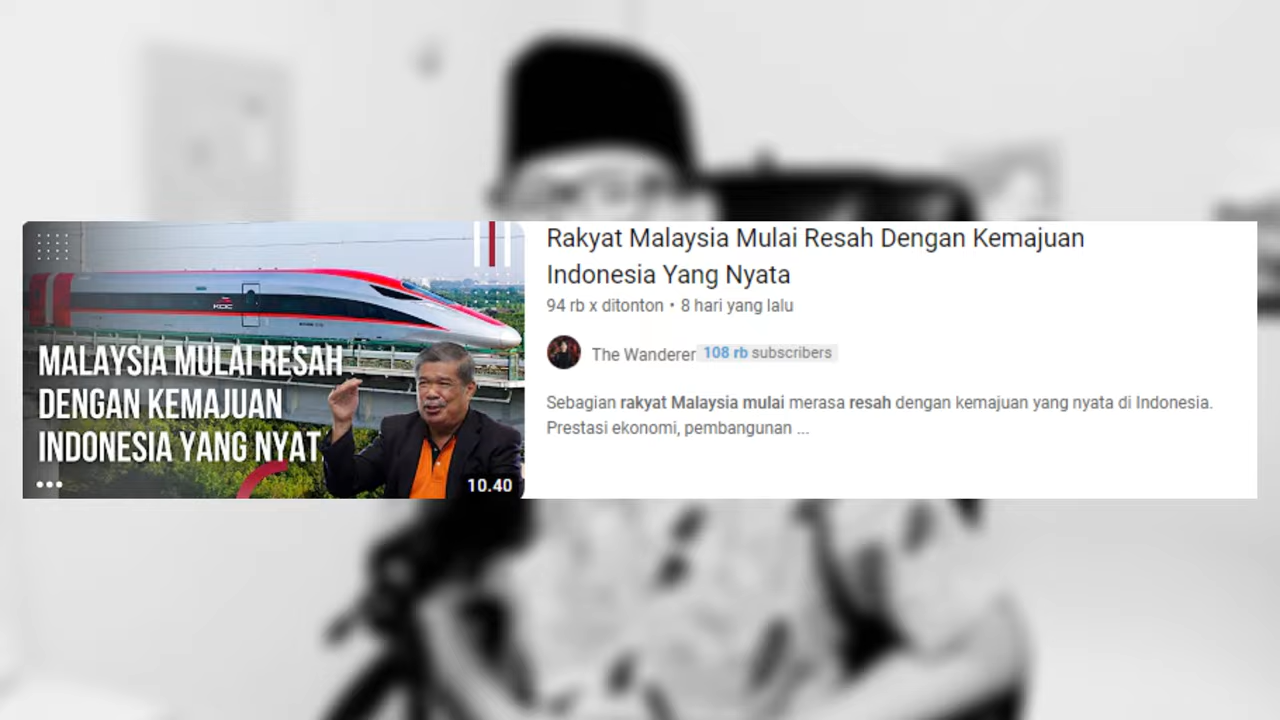 MALAYSIA MULAI RESAH
DENGAN KEMAJUAN
INDONESIA YANG NYAT
10.40
KCIC
Rakyat Malaysia Mulai Resah Dengan Kemajuan
Indonesia Yang Nyata
94 rb x ditonton • 8 hari yang lalu
The Wanderer 108 rb subscribers
Sebagian rakyat Malaysia mulai merasa resah dengan kemajuan yang nyata di Indonesia.
Prestasi ekonomi, pembangunan ...